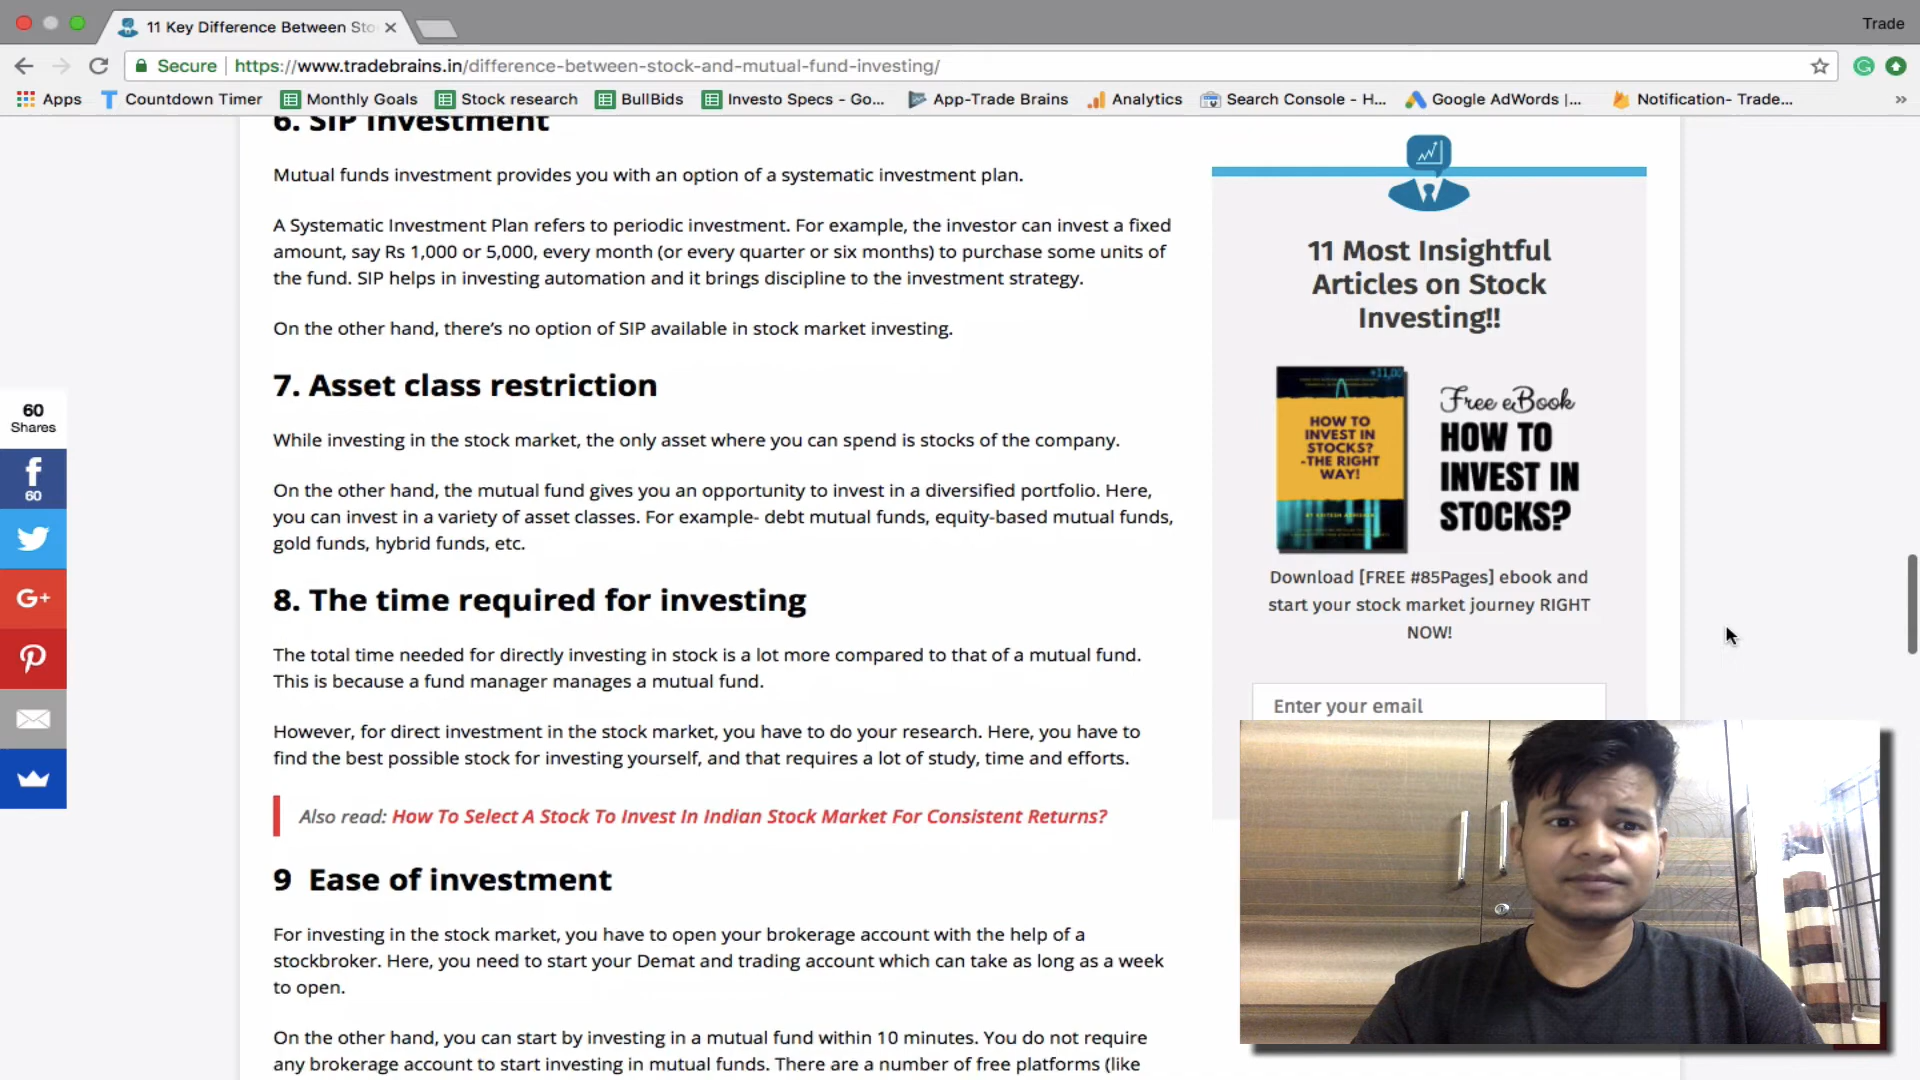 11 Key Difference Between Sto
Trade
Secure
https://www.tradebrains.in/difference-between-stock-and-mutual-fund-investing/
Apps
Countdown Timer
Monthly Goals
Stock research
BullBids
Investo Specs - Go...
App-Trade Brains
Analytics
Search Console - H...
Google AdWords |...
Notification- Trade...
»
6. SIP Investment
Mutual funds investment provides you with an option of a systematic investment plan.
A Systematic Investment Plan refers to periodic investment. For example, the investor can invest a fixed
amount, say Rs 1,000 or 5,000, every month (or every quarter or six months) to purchase some units of
the fund. SIP helps in investing automation and it brings discipline to the investment strategy.
On the other hand, there’s no option of SIP available in stock market investing.
7. Asset class restriction
While investing in the stock market, the only asset where you can spend is stocks of the company.
On the other hand, the mutual fund gives you an opportunity to invest in a diversified portfolio. Here,
you can invest in a variety of asset classes. For example- debt mutual funds, equity-based mutual funds,
gold funds, hybrid funds, etc.
8. The time required for investing
The total time needed for directly investing in stock is a lot more compared to that of a mutual fund.
This is because a fund manager manages a mutual fund.
However, for direct investment in the stock market, you have to do your research. Here, you have to
find the best possible stock for investing yourself, and that requires a lot of study, time and efforts.
Also read: How To Select A Stock To Invest In Indian Stock Market For Consistent Returns?
9 Ease of investment
For investing in the stock market, you have to open your brokerage account with the help of a
stockbroker. Here, you need to start your Demat and trading account which can take as long as a week
to open.
On the other hand, you can start by investing in a mutual fund within 10 minutes. You do not require
any brokerage account to start investing in mutual funds. There are a number of free platforms (like
60
Shares
f
60
G+
11 Most Insightful
Articles on Stock
Investing!!
HOW TO
INVEST IN
STOCKS?
-THE RIGHT
WAY!
Free eBook
HOW TO
INVEST IN
STOCKS?
Download [FREE #85Pages] ebook and
start your stock market journey RIGHT
NOW!
Enter your email